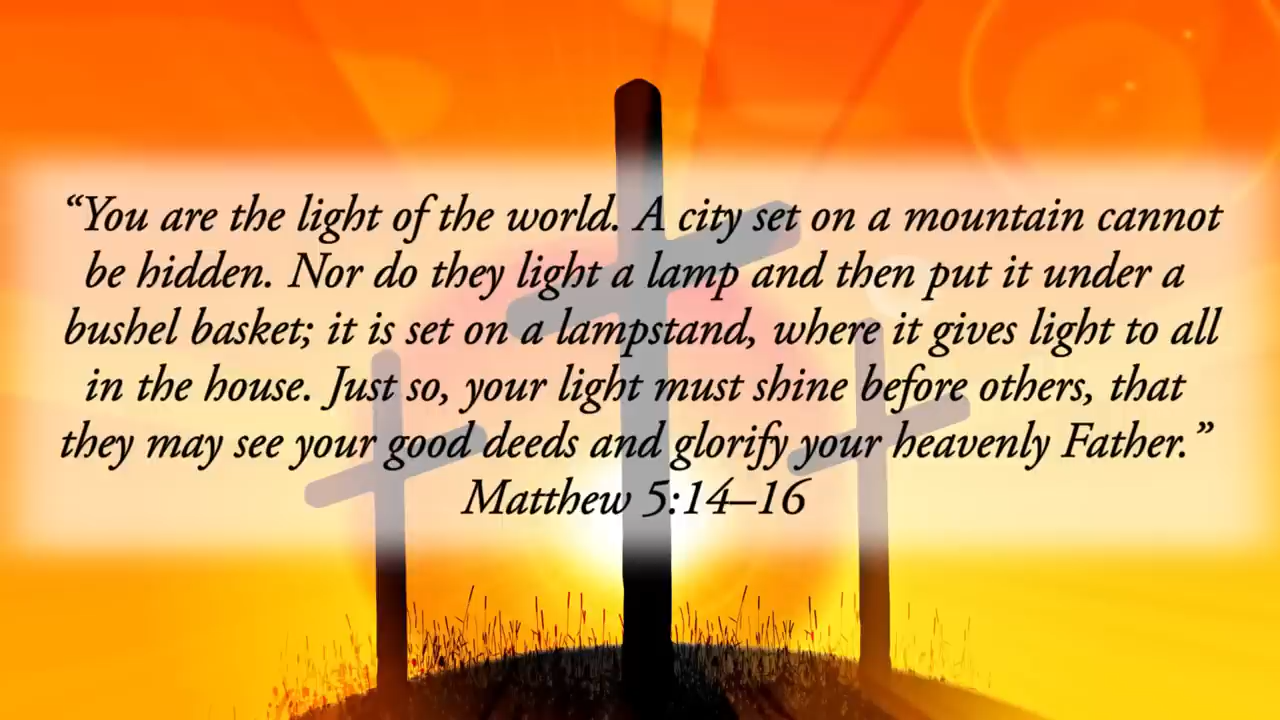 “You are the light of the world. A city set on a mountain cannot
be hidden. Nor do they light a lamp and then put it under a
bushel basket; it is set on a lampstand, where it gives light to all
in the house. Just so, your light must shine before others, that
they may see your good deeds and glorify your heavenly Father.”
Matthew 5:14–16